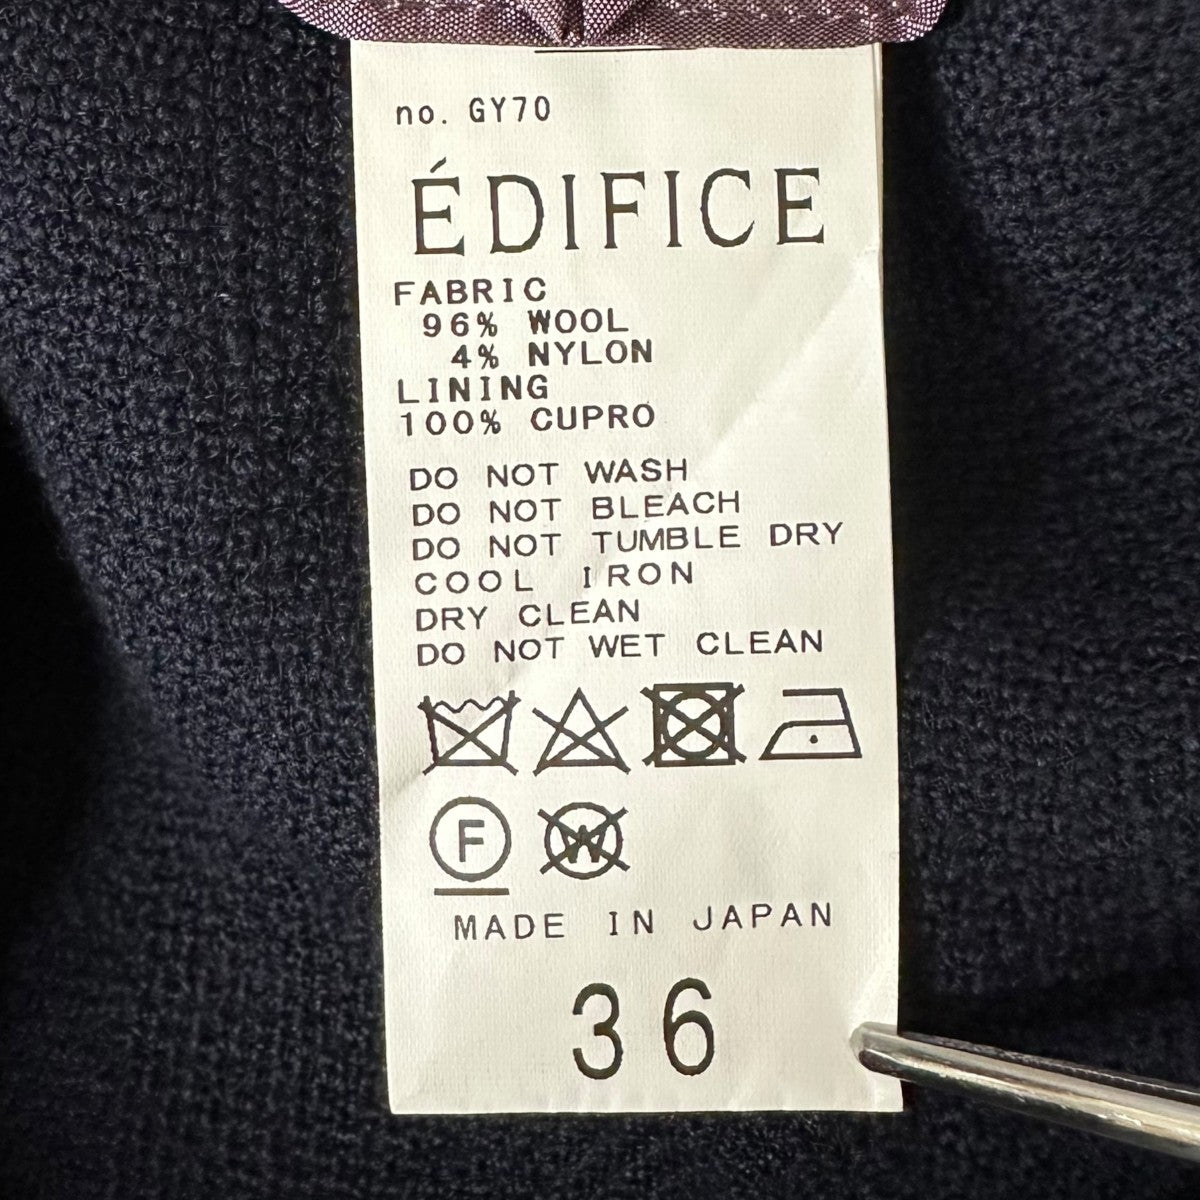 no. GY70
ÉDIFICE
FABRIC
96% WOOL
4% NYLON
LINING
100% CUPRO
DO NOT WASH
DO NOT BLEACH
DO NOT TUMBLE DRY
COOL IRON
DRY CLEAN
DO NOT WET CLEAN
F W
MADE IN JAPAN
36